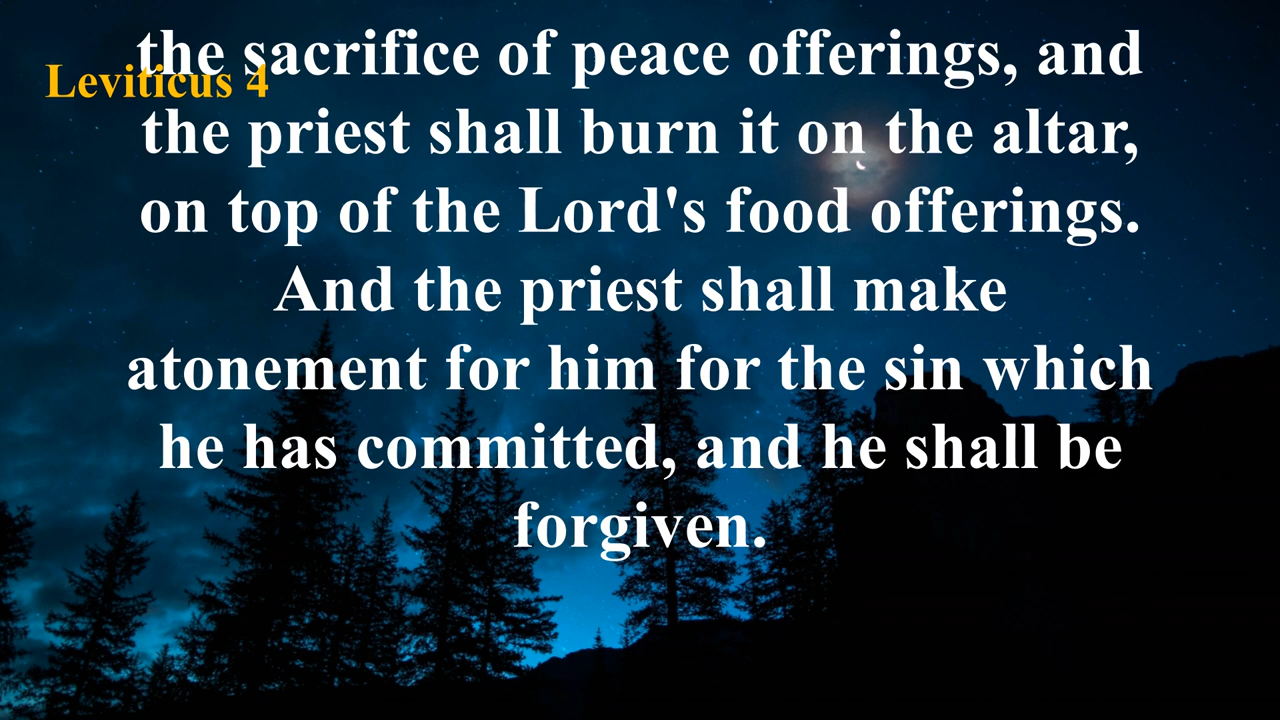 Leviticus 4
the sacrifice of peace offerings, and
the priest shall burn it on the altar,
on top of the Lord's food offerings.
And the priest shall make
atonement for him for the sin which
he has committed, and he shall be
forgiven.